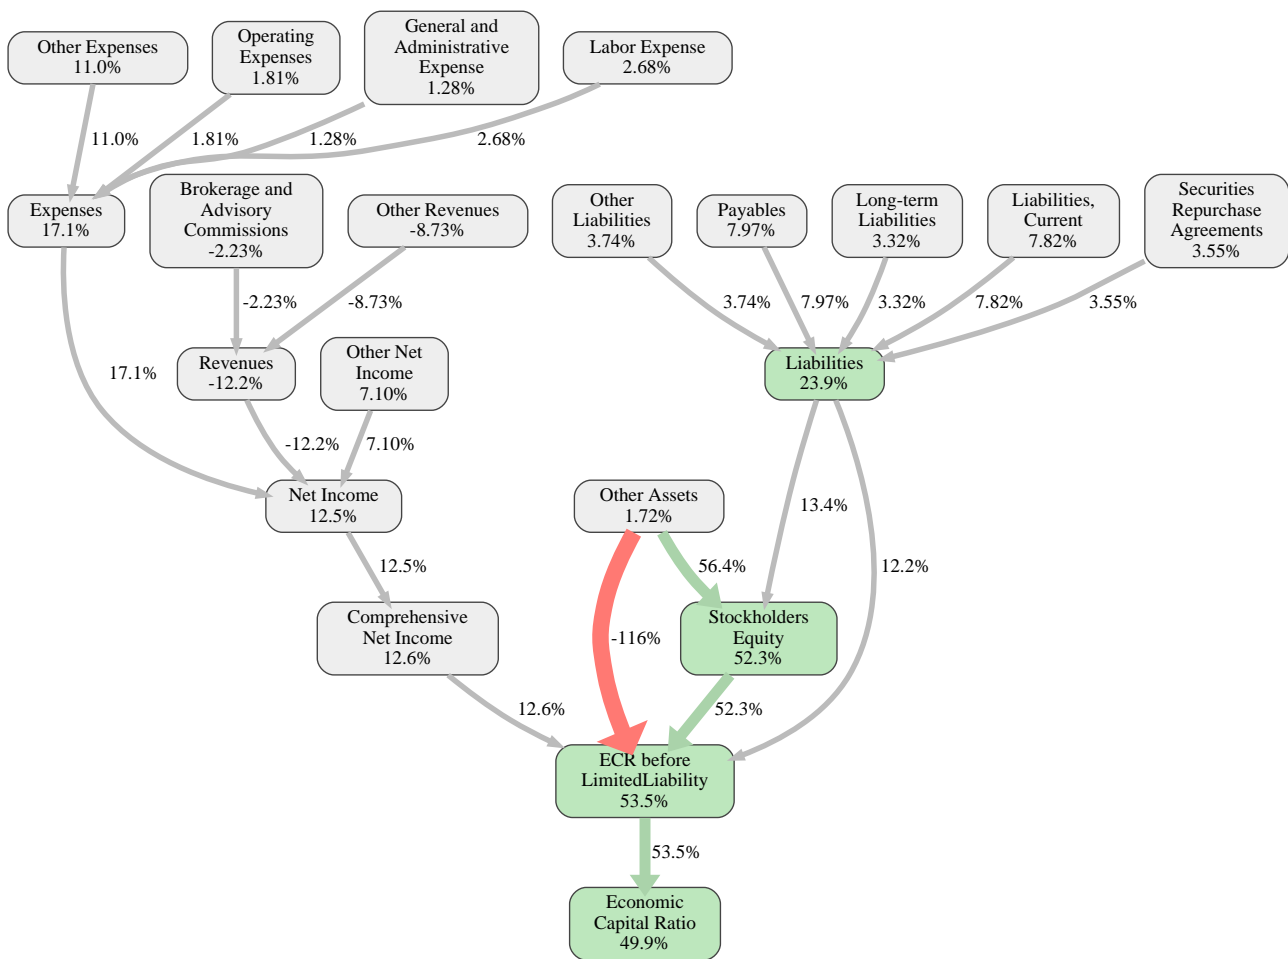 Other Expenses
11.0%
Operating
Expenses
1.81%
General and
Administrative
Expense
1.28%
Labor Expense
2.68%
11.0%
1.81%
1.28%
2.68%
Expenses
17.1%
Brokerage and
Advisory
Commissions
-2.23%
Other Revenues
-8.73%
Other
Liabilities
3.74%
Payables
7.97%
Long-term
Liabilities
3.32%
Liabilities,
Current
7.82%
Securities
Repurchase
Agreements
3.55%
-2.23%
-8.73%
3.74%
7.97%
3.32%
7.82%
3.55%
17.1%
Revenues
-12.2%
Other Net
Income
7.10%
Liabilities
23.9%
-12.2%
7.10%
Net Income
12.5%
Other Assets
1.72%
13.4%
12.5%
56.4%
12.2%
Comprehensive
Net Income
12.6%
-116%
Stockholders
Equity
52.3%
12.6%
52.3%
ECR before
LimitedLiability
53.5%
53.5%
Economic
Capital Ratio
49.9%